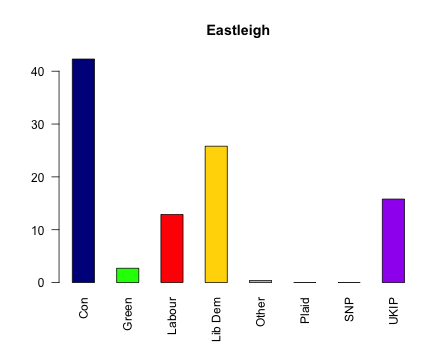 Eastleigh
40
30
20
10
0
Con
Green
Labour
Lib Dem
Other
Plaid
SNP
UKIP